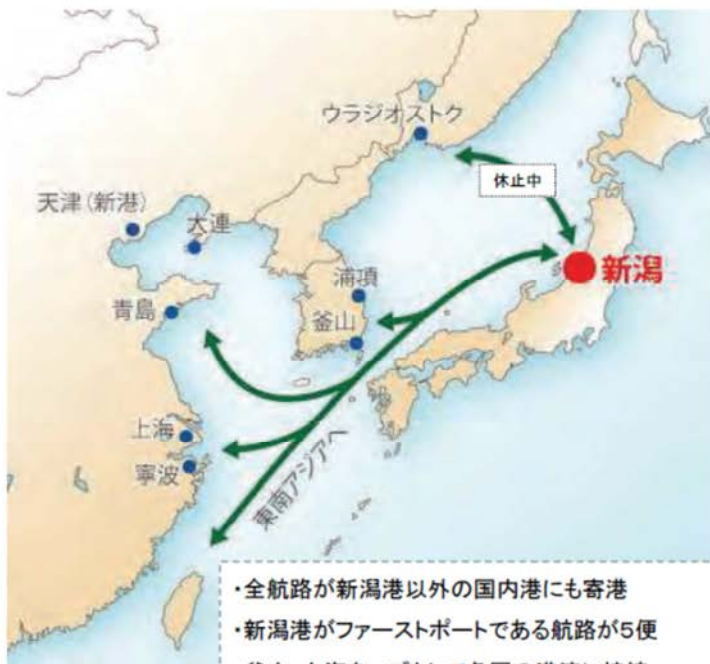 ウラジオストク
休止中
天津（新港）
大連
新潟
浦項
青島
釜山
上海
寧波
東南アジアへ
・全航路が新潟港以外の国内港にも寄港
・新潟港がファーストポートである航路が5便